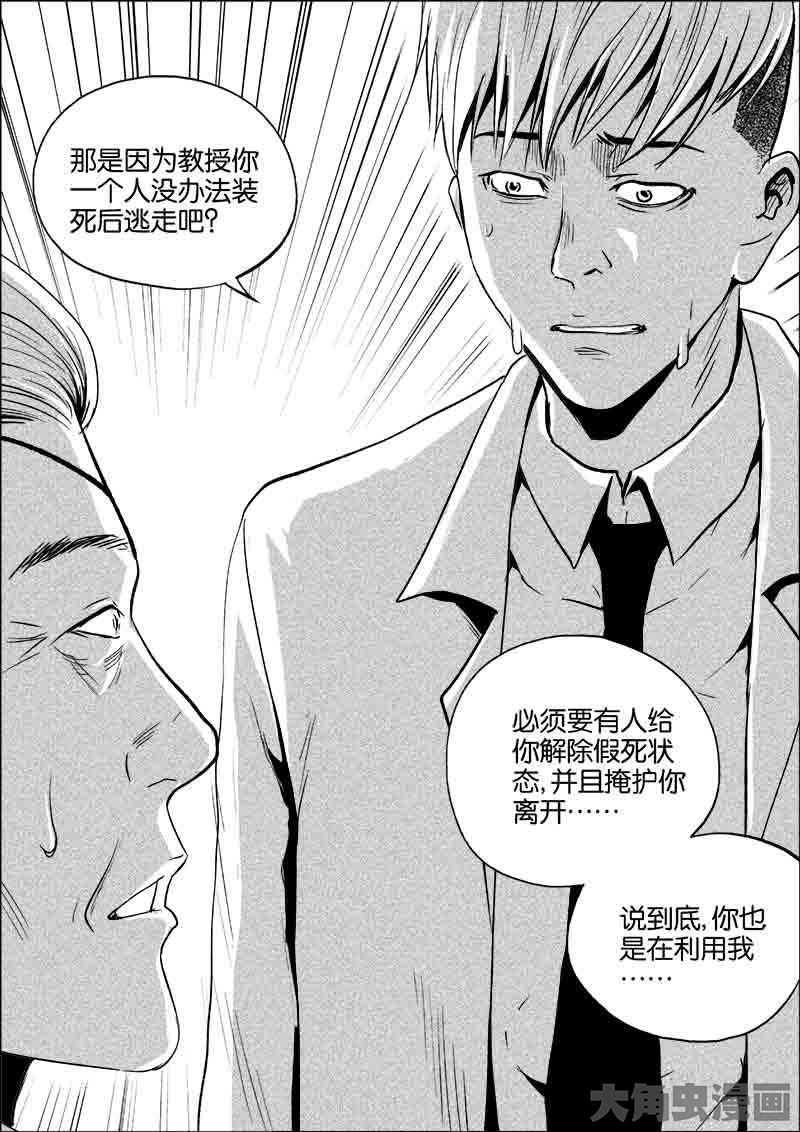 那是因为教授你
一个人没办法装
死后逃走吧？
必须要有人给
你解除假死状
态，并且掩护你
离开……
说到底，你也
是在利用我
……
大角虫漫画